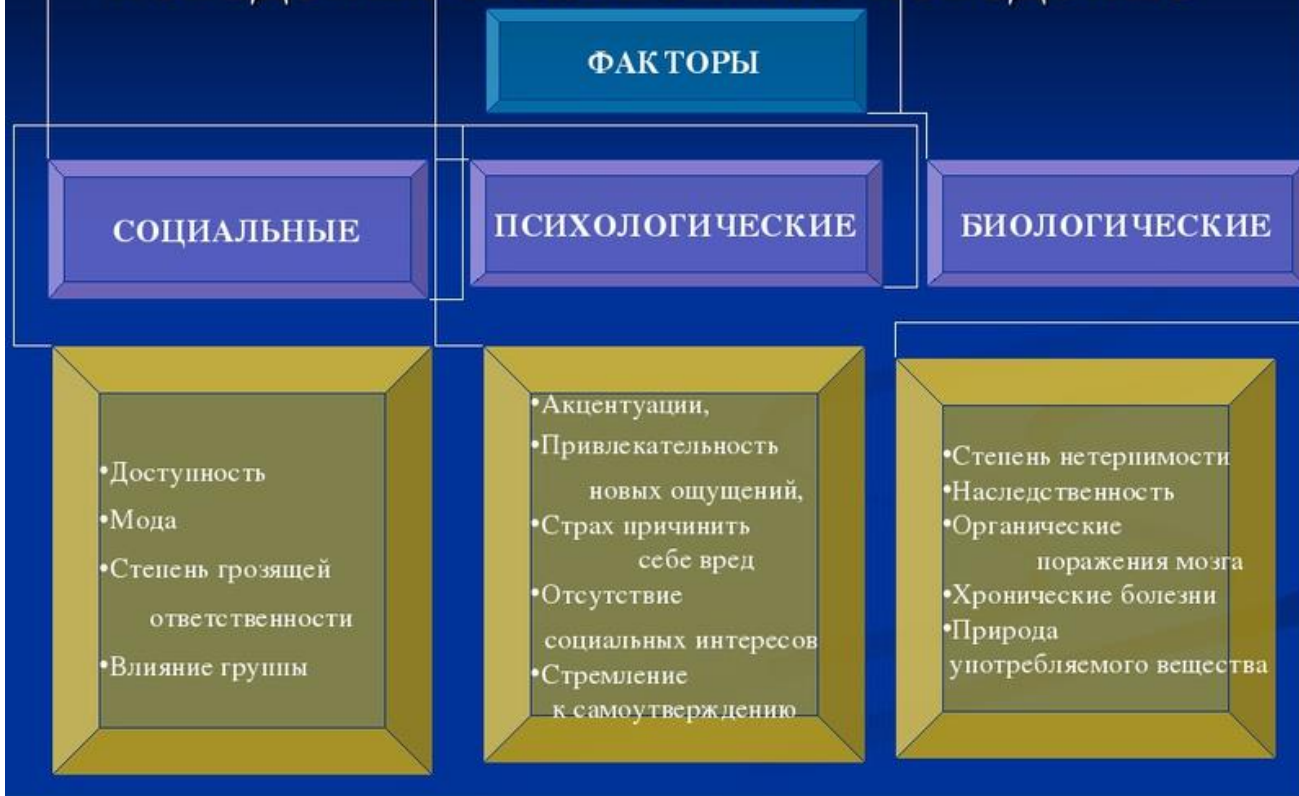 ФАКТОРЫ
СОЦИАЛЬНЫЕ
ПСИХОЛОГИЧЕСКИЕ
БИОЛОГИЧЕСКИЕ
•Доступность
•Мода
•Степень грозящей
ответственности
•Влияние группы
•Акцентуации,
•Привлекательность
новых ощущений,
•Страх причинить
себе вред
•Отсутствие
социальных интересов
•Стремление
к самоутверждению
•Степень нетерпимости
•Наследственность
•Органические
поражения мозга
•Хронические болезни
•Природа
употребляемого вещества